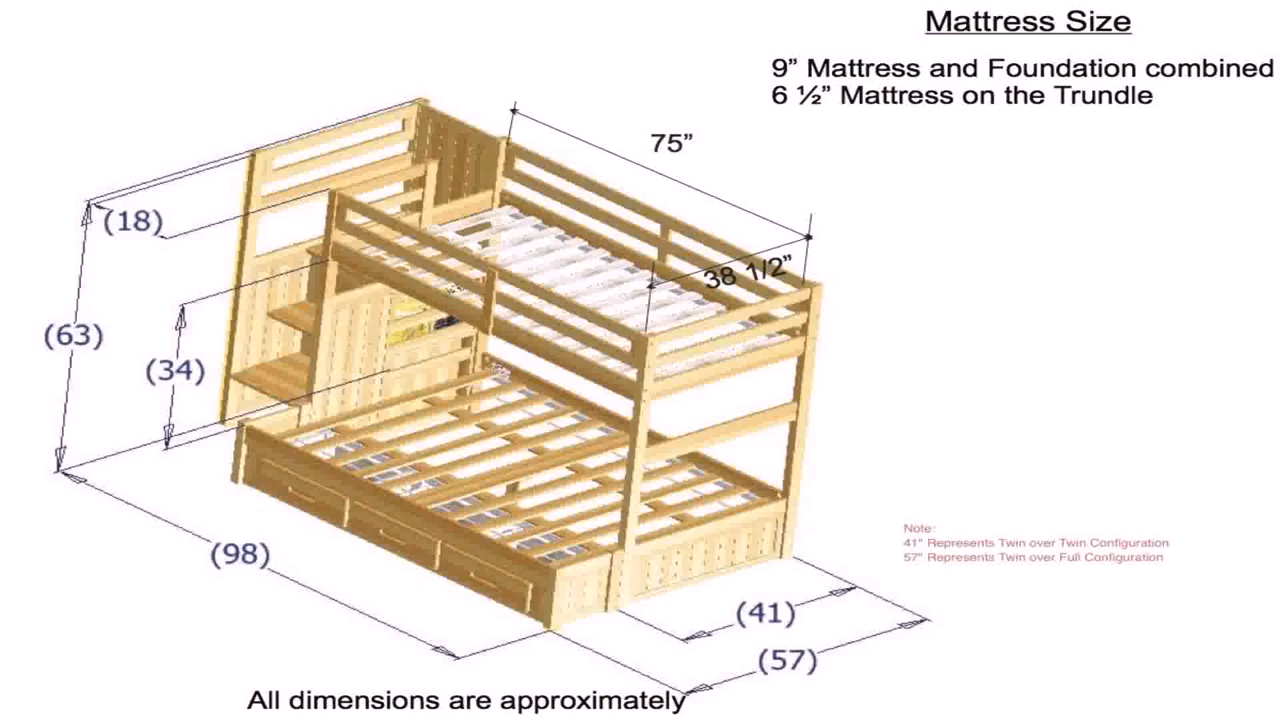 Mattress Size
9” Mattress and Foundation combined
6 ½” Mattress on the Trundle
75”
(18)
38 1/2”
(63)
(34)
Note:
41" Represents Twin over Twin Configuration
57" Represents Twin over Full Configuration
(98)
(41)
(57)
All dimensions are approximately